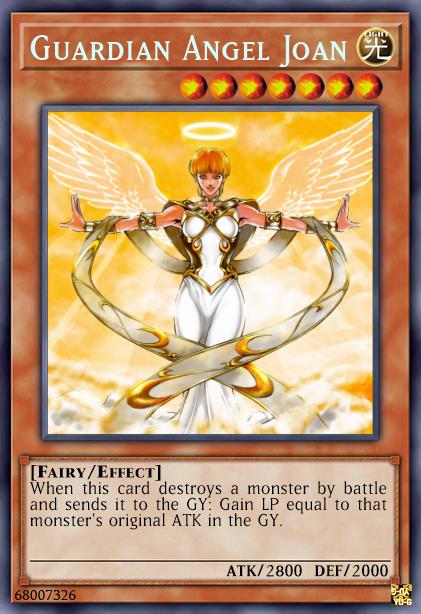 Guardian Angel Joan
LIGHT
光
[Fairy/Effect]
When this card destroys a monster by battle
and sends it to the GY: Gain LP equal to that
monster's original ATK in the GY.
ATK/2800 DEF/2000
68007326